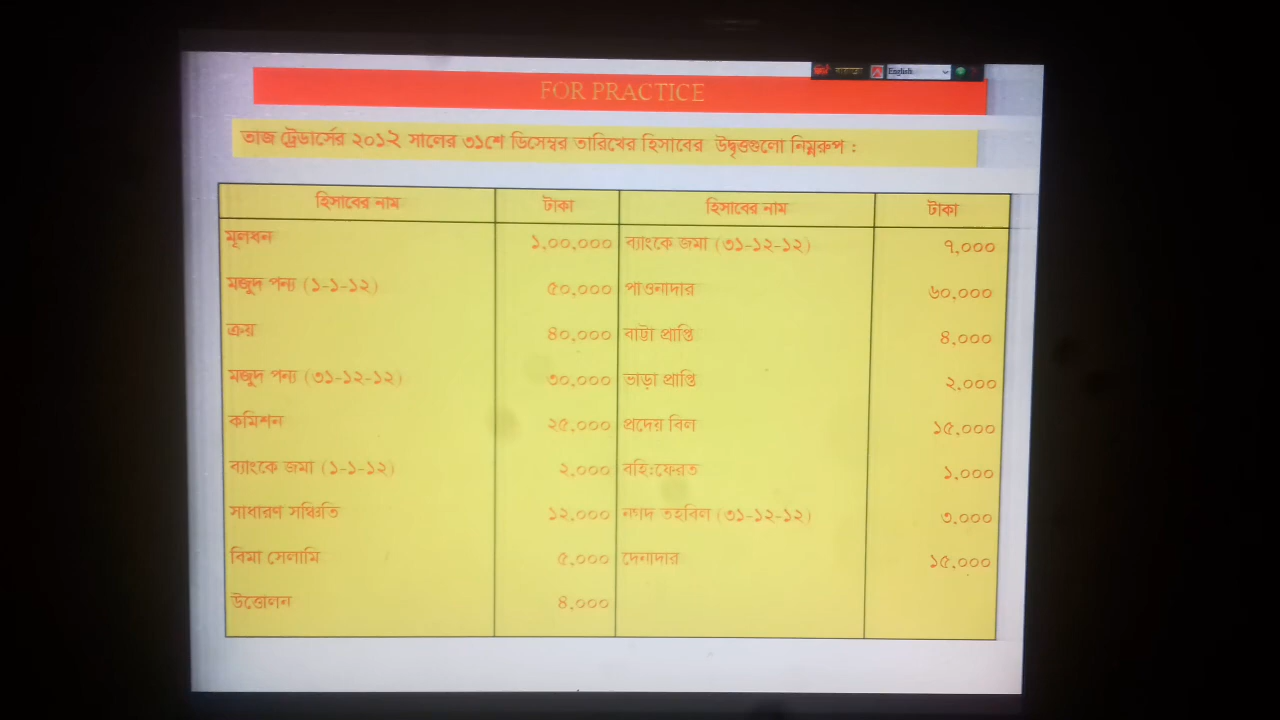 বাংলা English
FOR PRACTICE
তাজ ট্রেডার্সের ২০১২ সালের ৩১শে ডিসেম্বর তারিখের হিসাবের উদ্বৃত্তগুলো নিম্নরুপ :
হিসাবের নাম টাকা হিসাবের নাম টাকা
মূলধন ১,০০,০০০ ব্যাংকে জমা (৩১-১২-১২) ৭,০০০
মজুদ পন্য (১-১-১২) ৫০,০০০ পাওনাদার ৬০,০০০
ক্রয় ৪০,০০০ বাট্টা প্রাপ্তি ৪,০০০
মজুদ পন্য (৩১-১২-১২) ৩০,০০০ ভাড়া প্রাপ্তি ২,০০০
কমিশন ২৫,০০০ প্রদেয় বিল ১৫,০০০
ব্যাংকে জমা (১-১-১২) ২,০০০ বহি:ফেরত ১,০০০
সাধারণ সঞ্চিতি ১২,০০০ নগদ তহবিল (৩১-১২-১২) ৩,০০০
বিমা সেলামি ৫,০০০ দেনাদার ১৫,০০০
উত্তোলন ৪,০০০